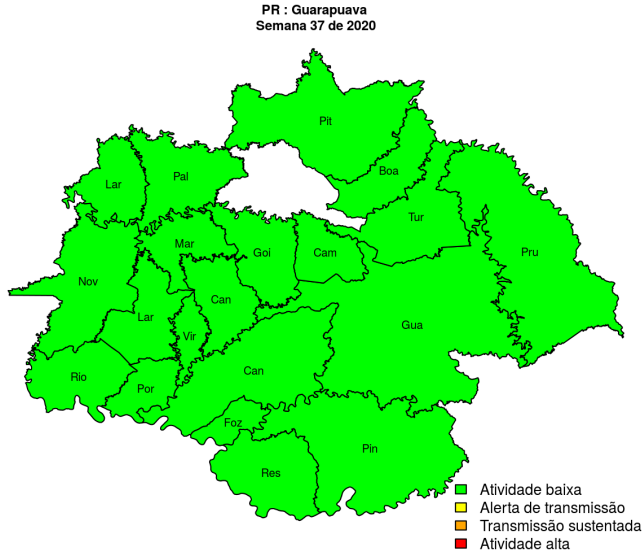 PR : Guarapuava
Semana 37 de 2020
Pit
Boa
Lar
Pal
Tur
Mar
Goi
Cam
Pru
Nov
Can
Lar
Vir
Gua
Can
Rio
Por
Foz
Pin
Res
Atividade baixa
Alerta de transmissão
Transmissão sustentada
Atividade alta